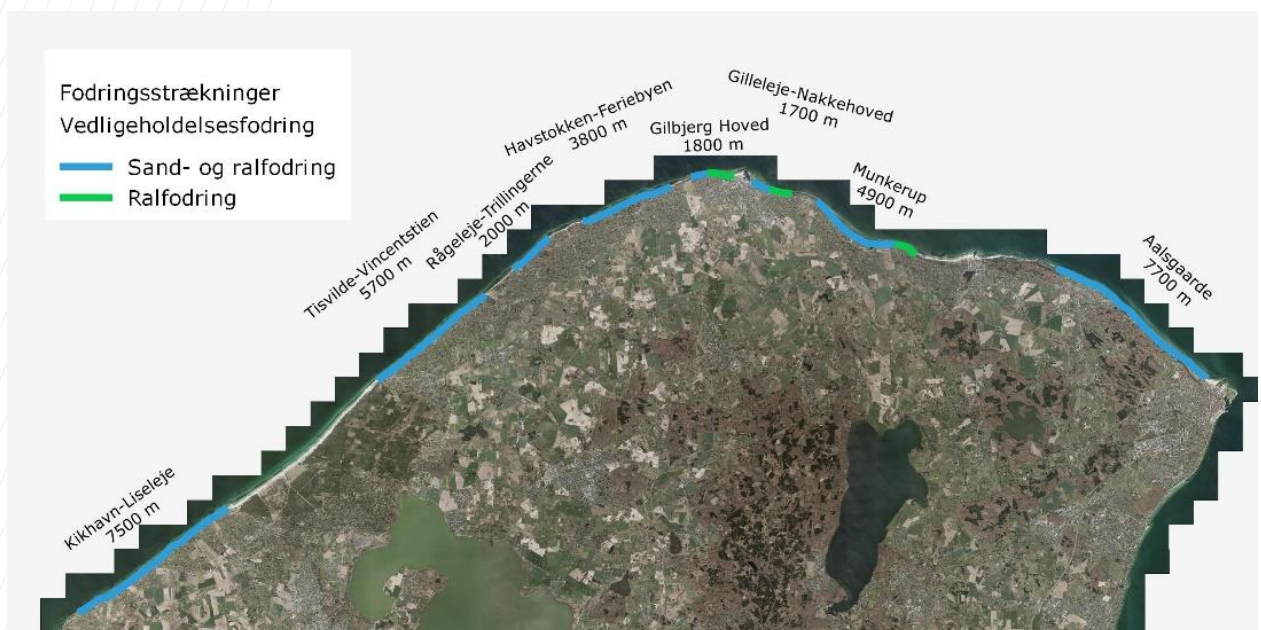 Fodringsstrækninger
Vedligeholdelsesfodring
Sand- og ralfodring
Ralfodring
Kikhavn-Liseleje
7500 m
Tisvilde-Vincentstien
5700 m
Rågeleje-Trillingerne
2000 m
Havstokken-Feriebyen
3800 m
Gilbjerg Hoved
1800 m
Gilleleje-Nakkehoved
1700 m
Munkerup
4900 m
Aalsgaarde
7700 m